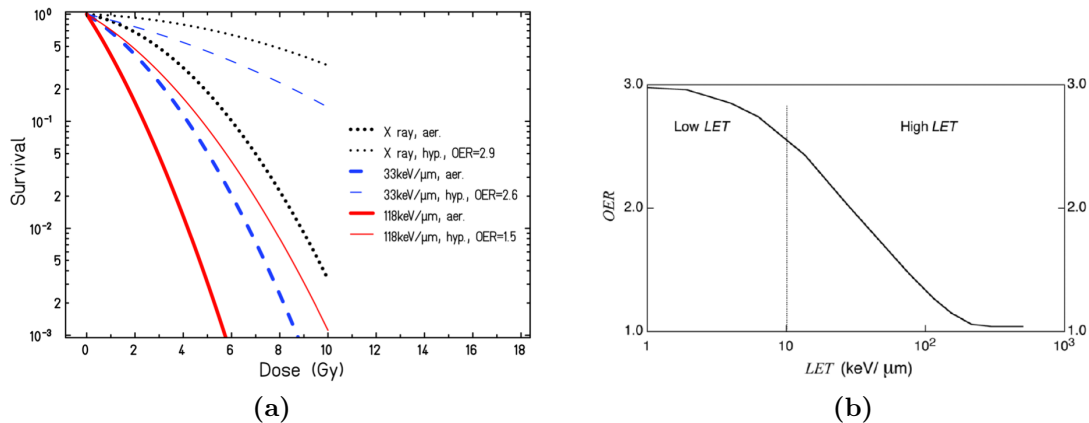 10⁰
5
2
10⁻¹
5
2
10⁻²
5
2
10⁻³
Survival
0 2 4 6 8 10 12 14 16 18
Dose (Gy)
X ray, aer.
X ray, hyp., OER=2.9
33keV/μm, aer.
33keV/μm, hyp., OER=2.6
118keV/μm, aer.
118keV/μm, hyp., OER=1.5
(a)
3.0 3.0
Low LET High LET
OER
2.0 2.0
1.0 1.0
1 10 10² 10³
LET (keV/ μm)
(b)